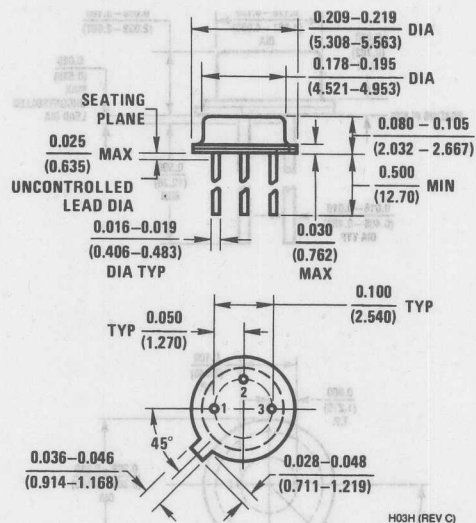 0.209–0.219
(5.308–5.563) DIA
0.178–0.195
(4.521–4.953) DIA
SEATING
PLANE
0.025
(0.635) MAX
UNCONTROLLED
LEAD DIA
0.080–0.105
(2.032–2.667)
0.500
(12.70) MIN
0.016–0.019
(0.406–0.483)
DIA TYP
0.030
(0.762)
MAX
0.100
(2.540) TYP
TYP 0.050
(1.270)
2
1
3
45°
0.036–0.046
(0.914-1.168)
0.028–0.048
(0.711–1.219)
H03H (REV C)